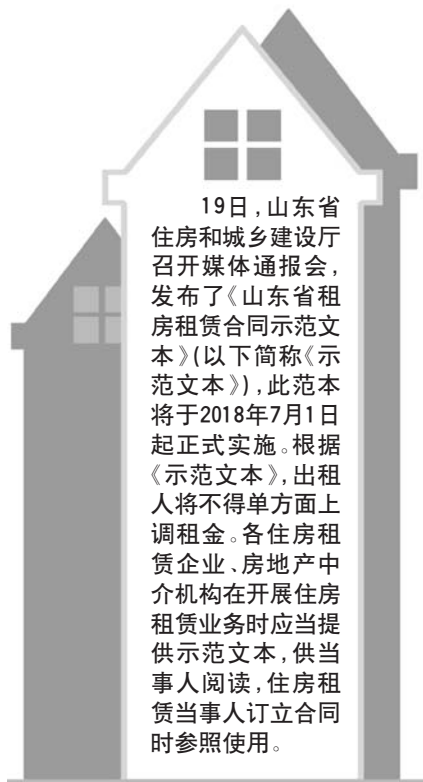 19日,山东省
住房和城乡建设厅
召开媒体通报会,
发布了《山东省租
房租赁合同示范文
本》(以下简称《示
范文本》),此范本
将于2018年7月1日
起正式实施。根据
《示范文本》,出租
人将不得单方面上
调租金。各住房租
赁企业、房地产中
介机构在开展住房
租赁业务时应当提
供示范文本,供当
事人阅读,住房租
赁当事人订立合同
时参照使用。